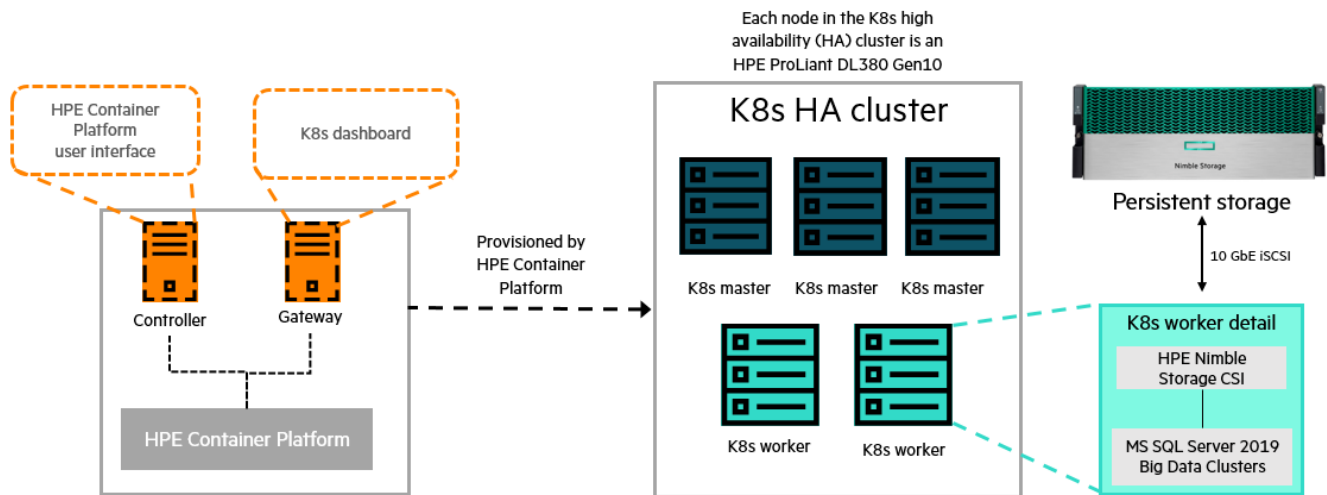 Each node in the K8s high
availability (HA) cluster is an
HPE ProLiant DL380 Gen10
HPE Container
Platform
user interface
K8s dashboard
Controller
Gateway
HPE Container Platform
Provisioned by
HPE Container
Platform
K8s HA cluster
K8s master
K8s master
K8s master
K8s worker
K8s worker
Nimble Storage
Persistent storage
10 GbE iSCSI
K8s worker detail
HPE Nimble
Storage CSI
MS SQL Server 2019
Big Data Clusters